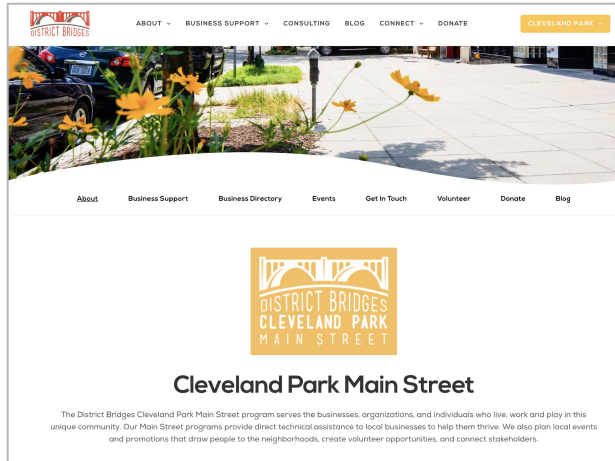 DISTRICT BRIDGES
ABOUT BUSINESS SUPPORT CONSULTING BLOG CONNECT DONATE CLEVELAND PARK
About Business Support Business Directory Events Get In Touch Volunteer Donate Blog
DISTRICT BRIDGES
CLEVELAND PARK
MAIN STREET
Cleveland Park Main Street
The District Bridges Cleveland Park Main Street program serves the businesses, organizations, and individuals who live, work and play in this
unique community. Our Main Street programs provide direct technical assistance to local businesses to help them thrive. We also plan local events
and promotions that draw people to the neighborhoods, create volunteer opportunities, and connect stakeholders.